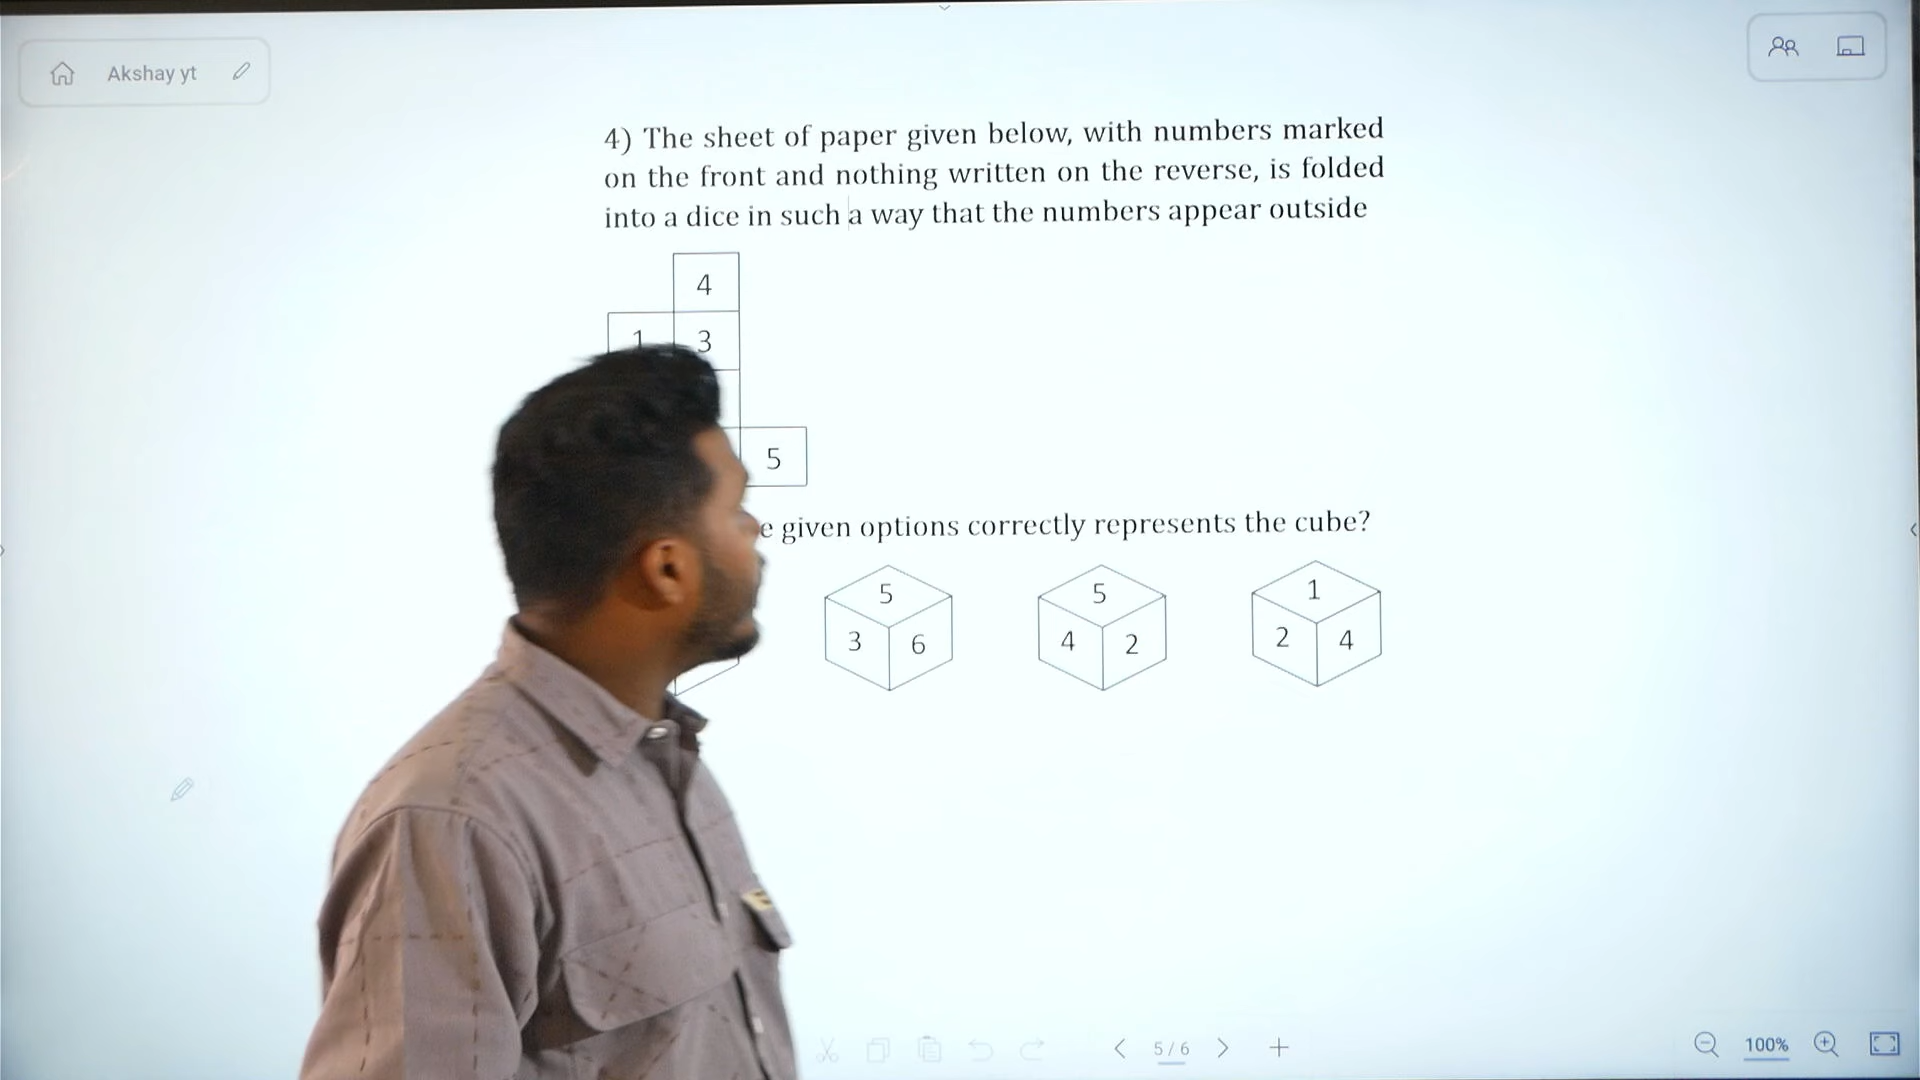 Akshay yt
4) The sheet of paper given below, with numbers marked
on the front and nothing written on the reverse, is folded
into a dice in such a way that the numbers appear outside
4
1 3
5
given options correctly represents the cube?
5 5 1
3 6 4 2 2 4
5 / 6 100%